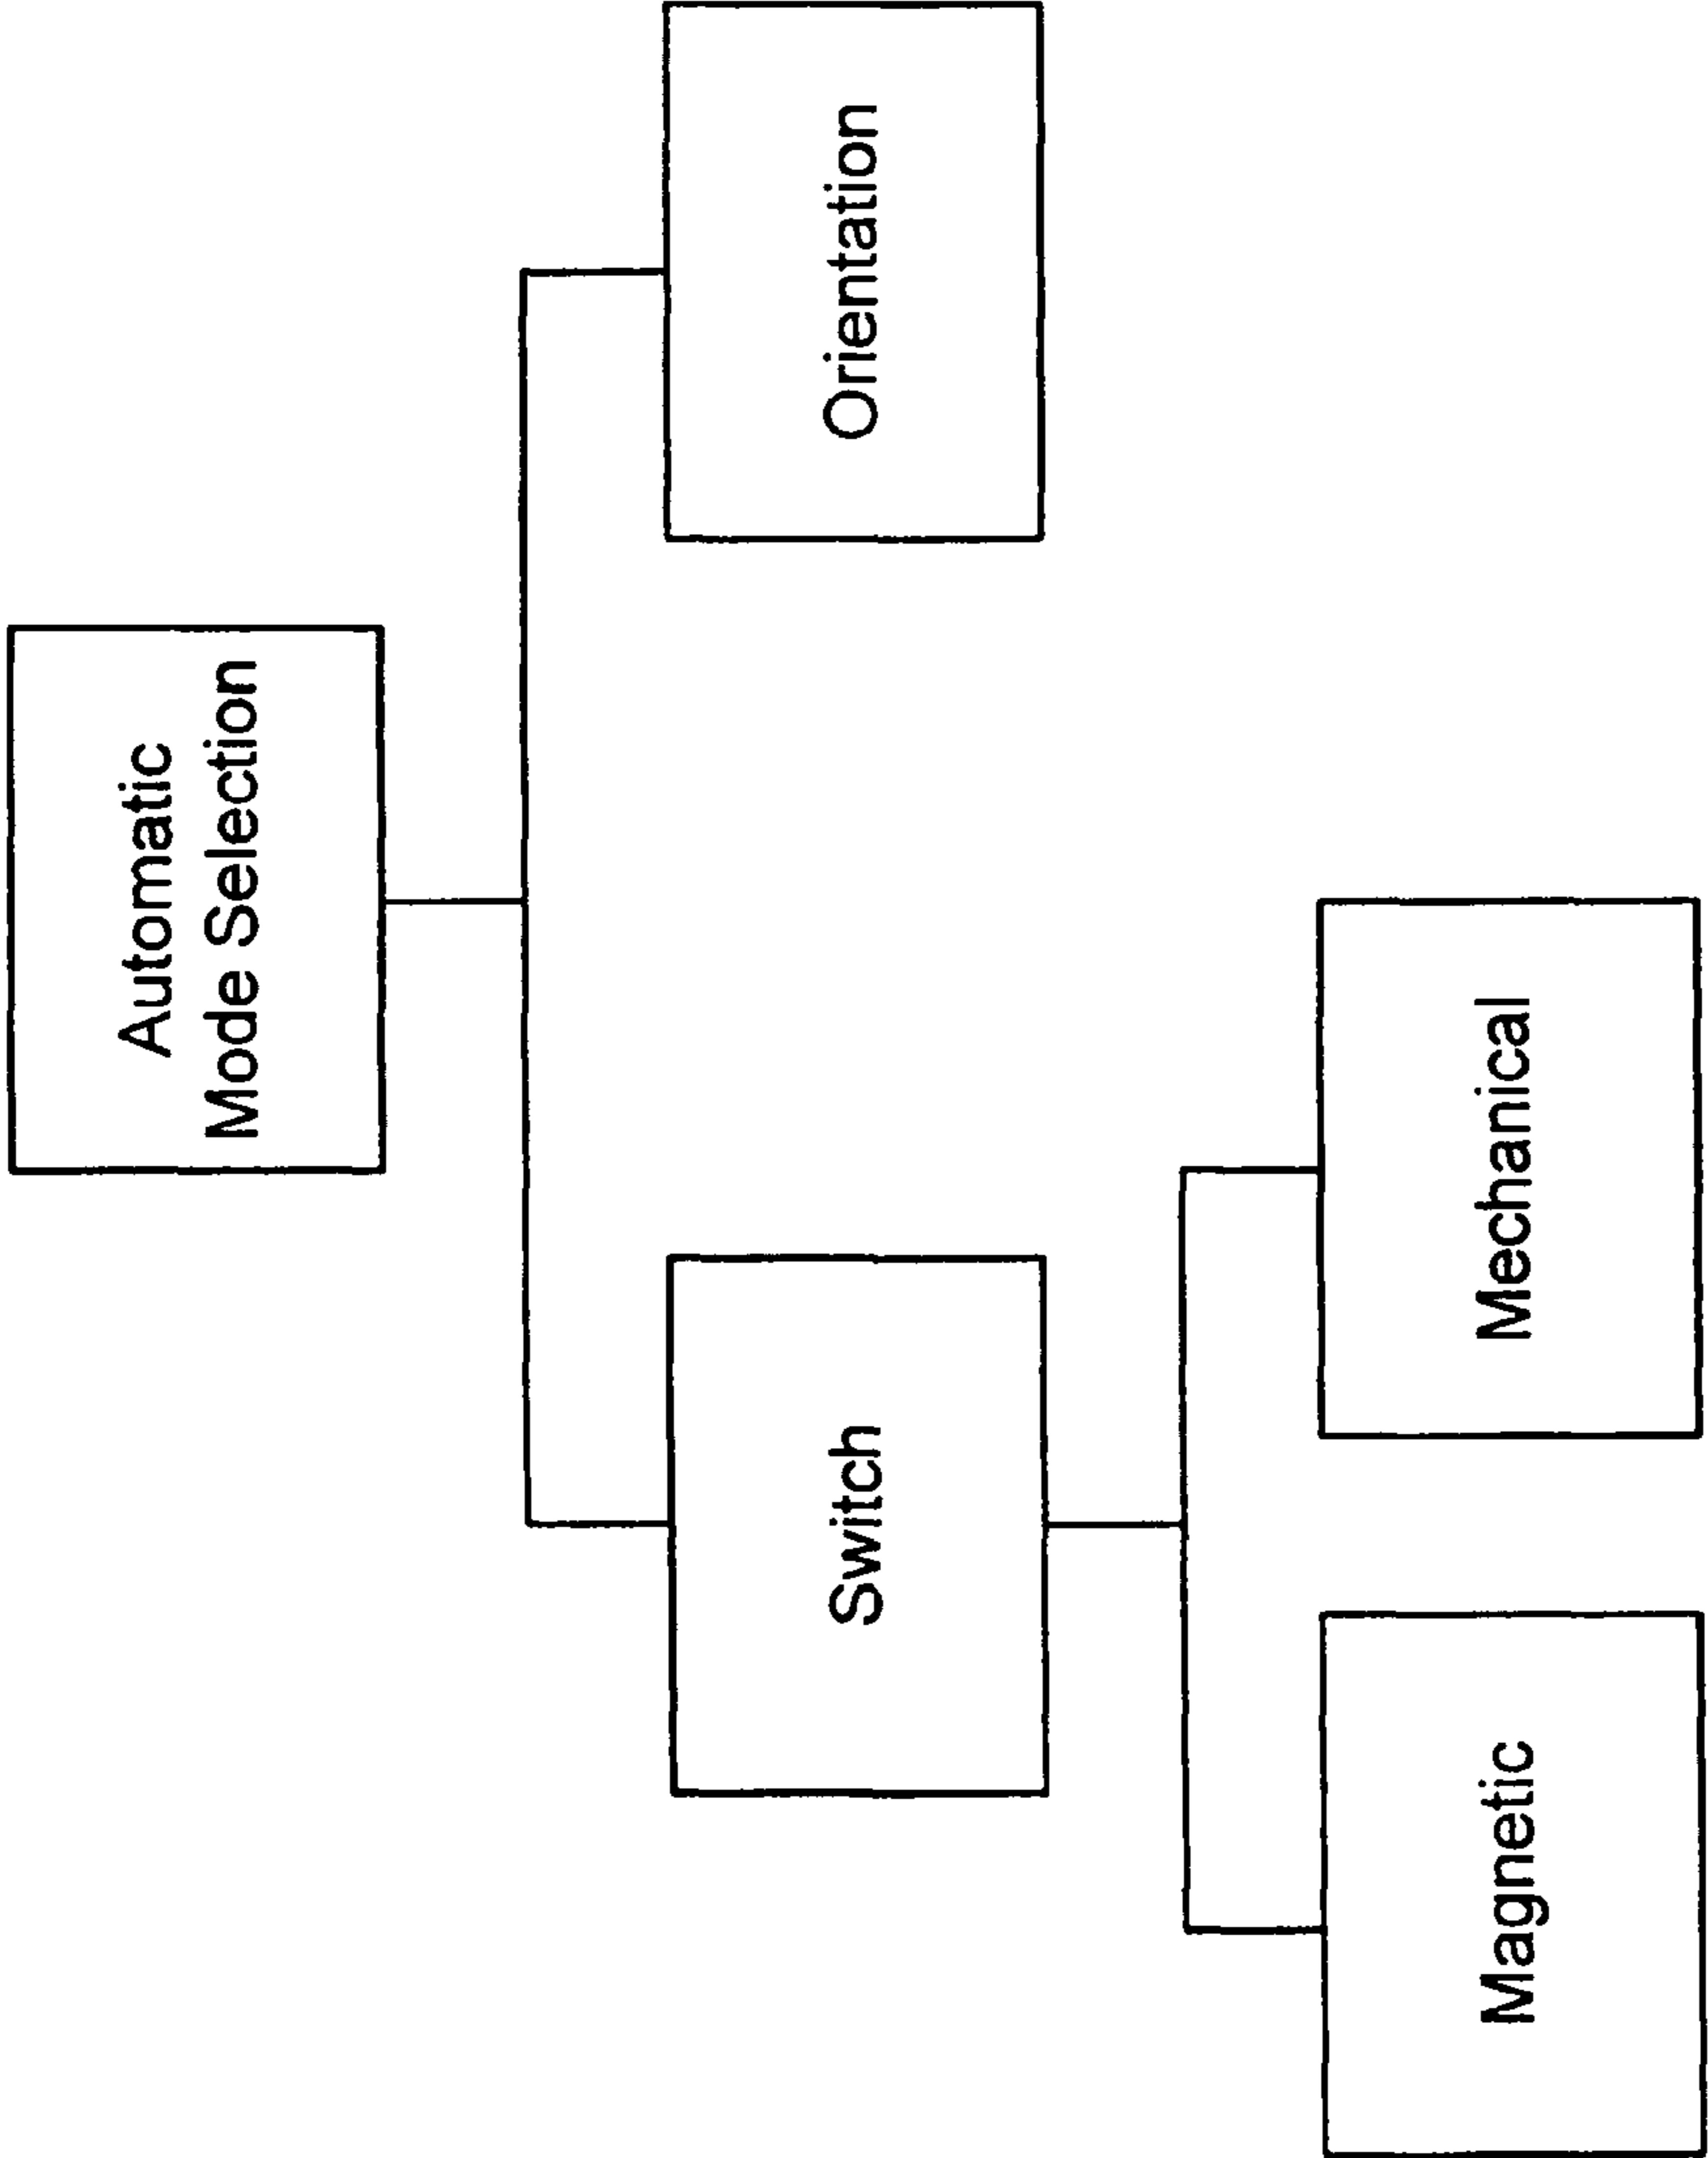 Automatic
Mode Selection
Switch
Orientation
Magnetic
Mechanical